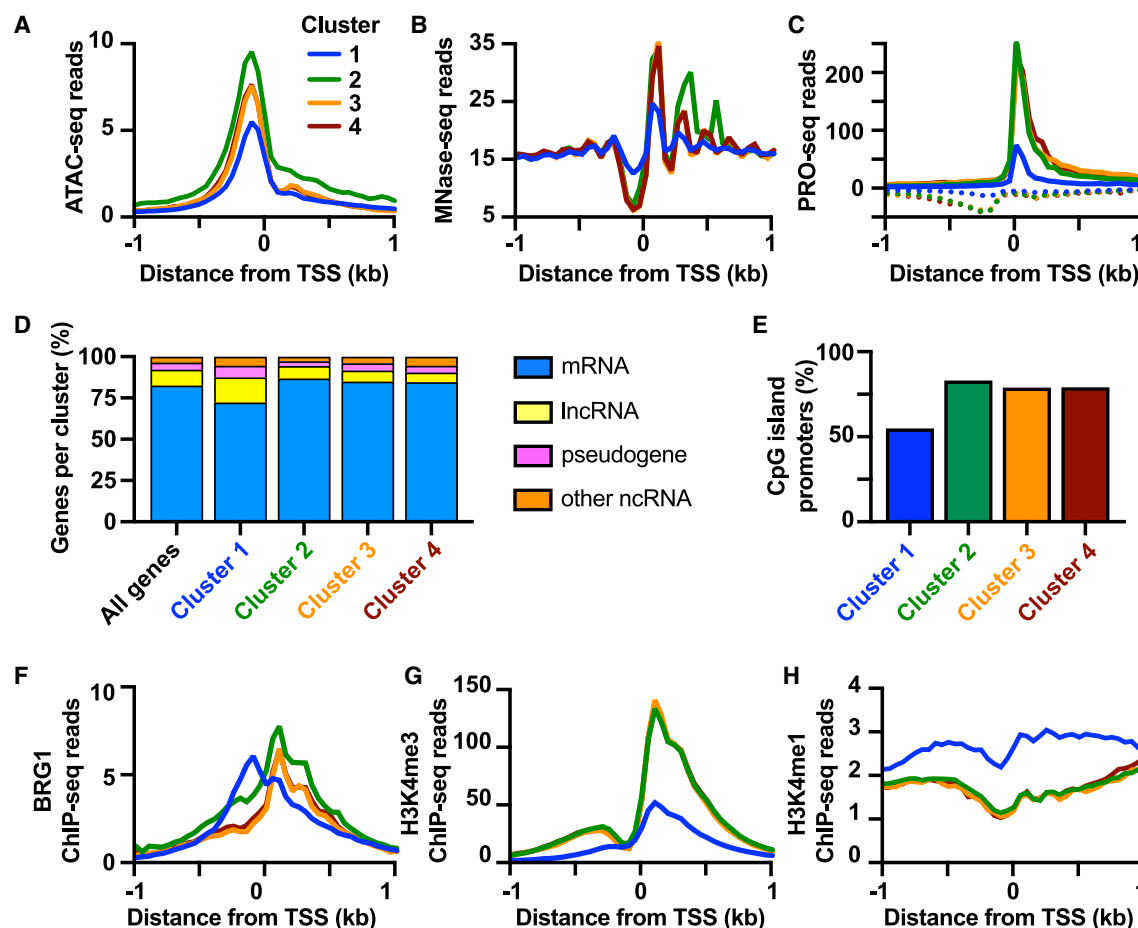 A
ATAC-seq reads
10
5
0
-1
0
1
Distance from TSS (kb)
Cluster
1
2
3
4
B
MNase-seq reads
35
25
15
5
-1
0
1
Distance from TSS (kb)
C
PRO-seq reads
200
100
0
-1
0
1
Distance from TSS (kb)
D
Genes per cluster (%)
100
75
50
25
0
All genes
Cluster 1
Cluster 2
Cluster 3
Cluster 4
mRNA
lncRNA
pseudogene
other ncRNA
E
CpG island
promoters (%)
100
50
0
Cluster 1
Cluster 2
Cluster 3
Cluster 4
F
BRG1
ChIP-seq reads
10
5
0
-1
0
1
Distance from TSS (kb)
G
H3K4me3
ChIP-seq reads
150
100
50
0
-1
0
1
Distance from TSS (kb)
H
H3K4me1
ChIP-seq reads
4
3
2
1
0
-1
0
1
Distance from TSS (kb)